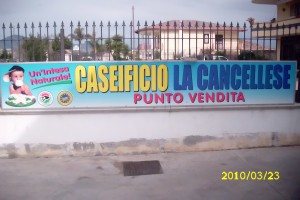 Un'Intesa
Naturale!
CASEIFICIO LA CANCELLESE
PUNTO VENDITA
2010/03/23